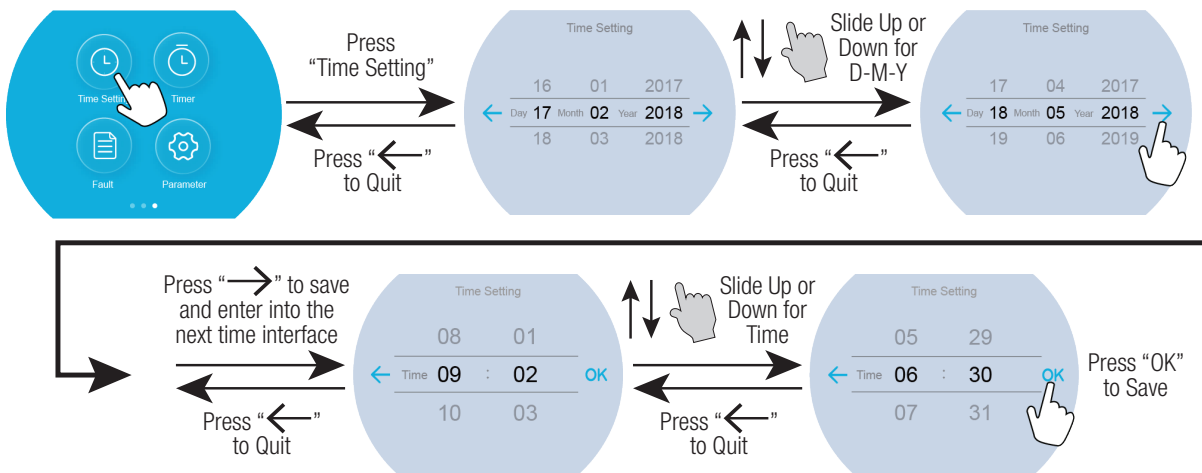 Time Setting
Timer
Fault
Parameter
Press
“Time Setting”
Press “←”
to Quit
Time Setting
16 01 2017
← Day 17 Month 02 Year 2018 →
18 03 2018
Slide Up or
Down for
D-M-Y
Press “←”
to Quit
Time Setting
17 04 2017
← Day 18 Month 05 Year 2018 →
19 06 2019
Press “→” to save
and enter into the
next time interface
Press “←”
to Quit
Time Setting
08 01
← Time 09 : 02 OK
10 03
Slide Up or
Down for
Time
Press “←”
to Quit
Time Setting
05 29
← Time 06 : 30 OK
07 31
Press “OK”
to Save